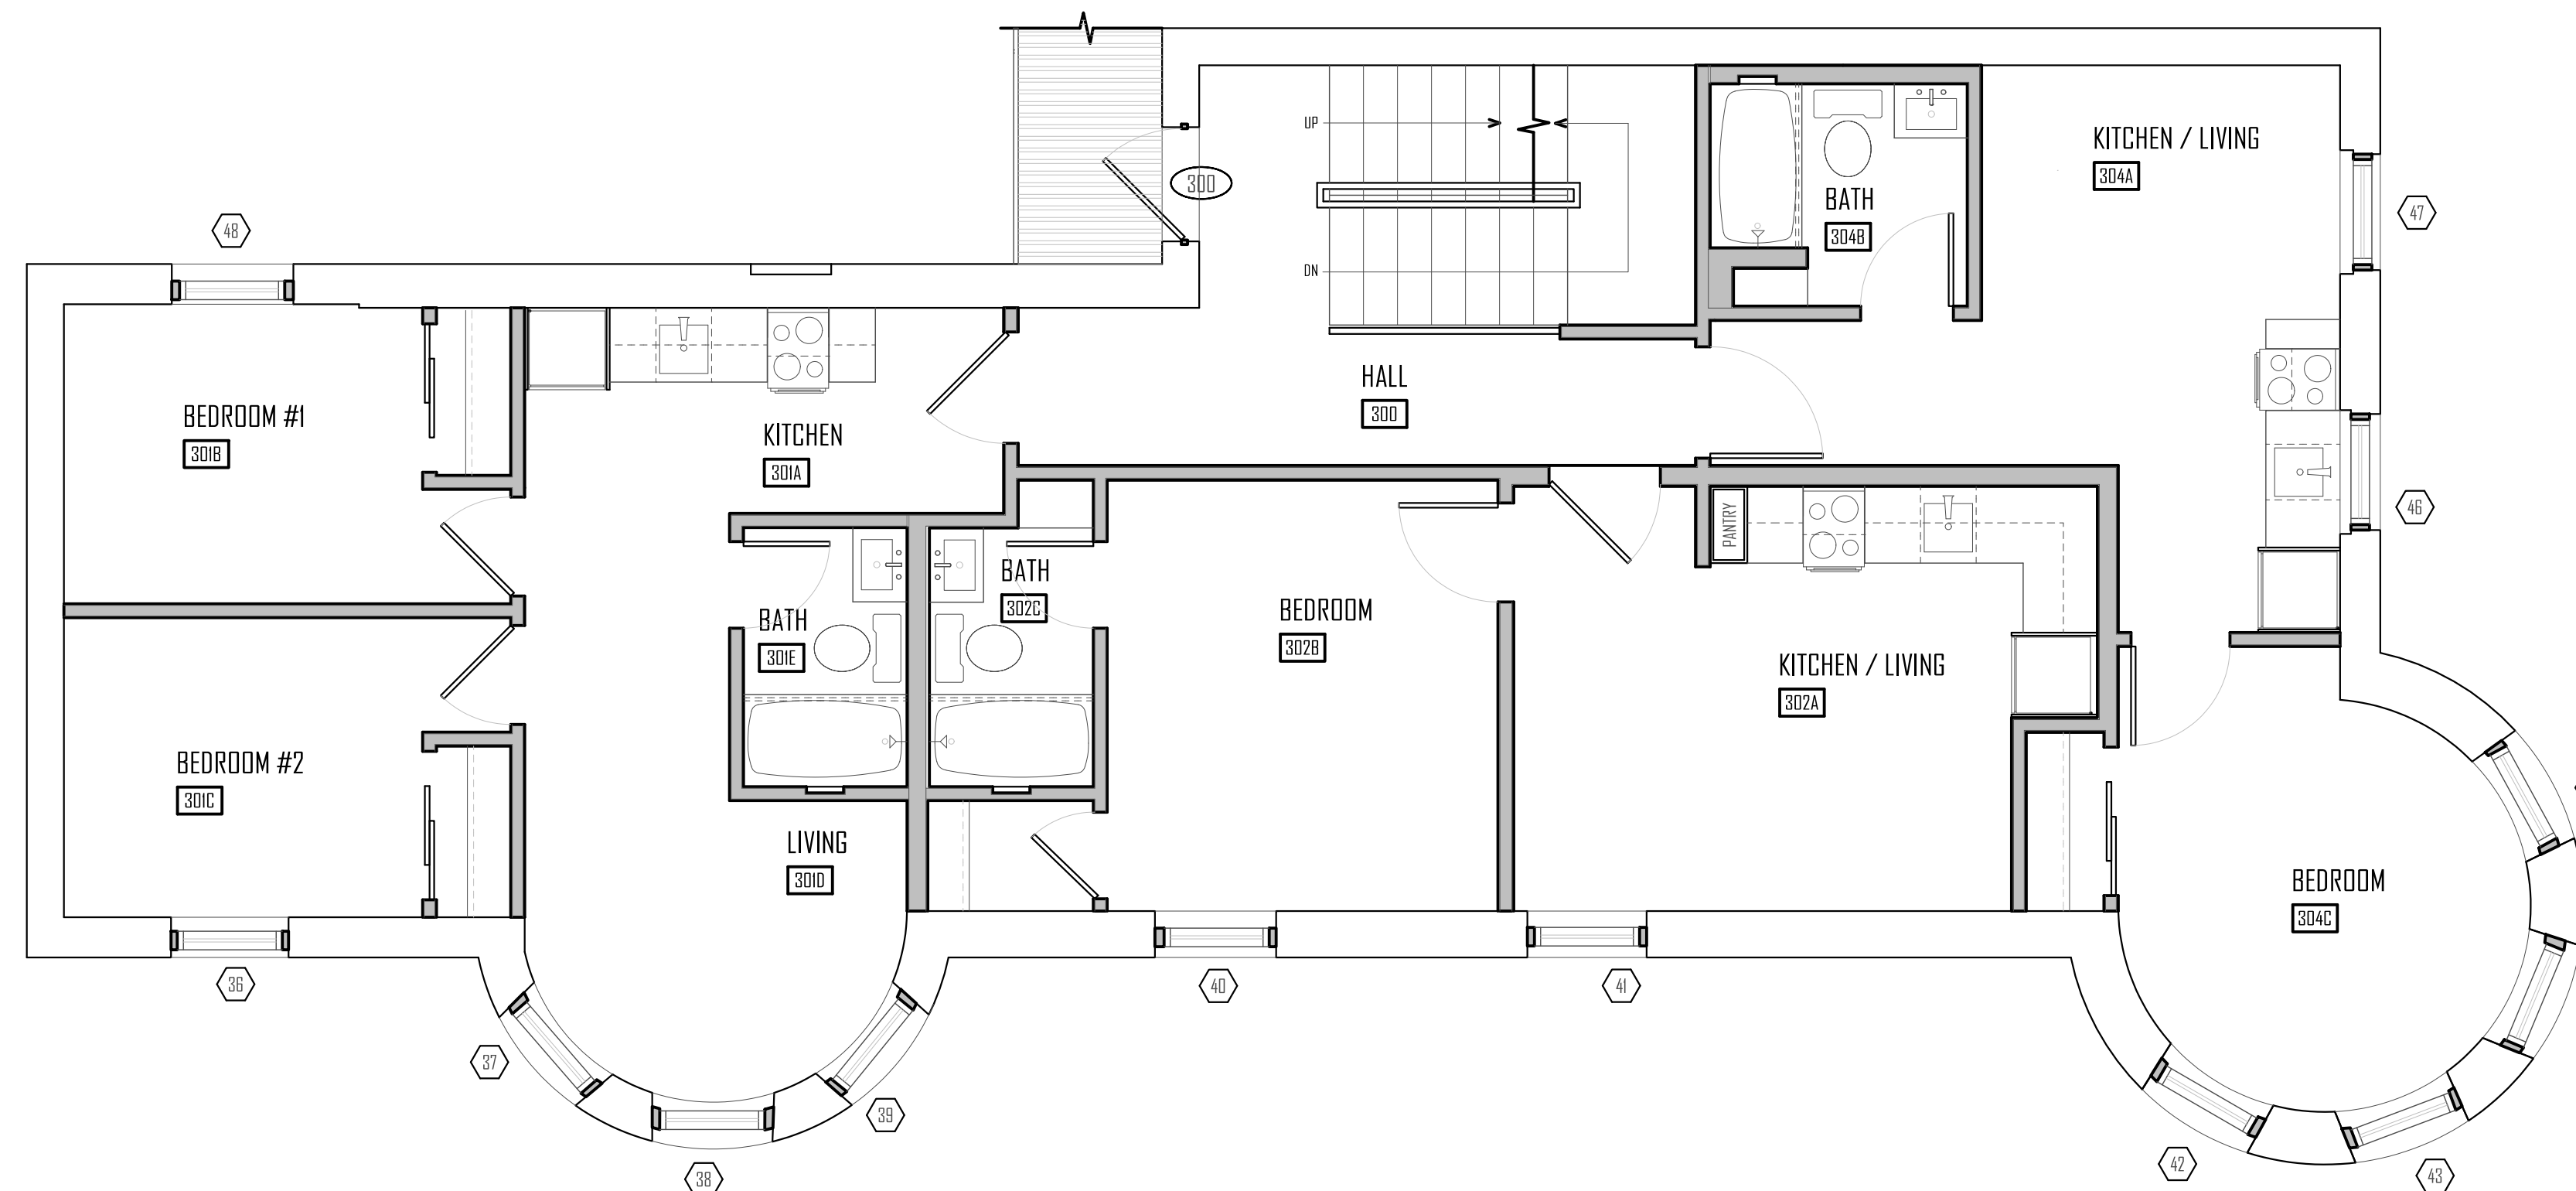 UP
300
KITCHEN / LIVING
304A
BATH
304B
47
48
DN
HALL
300
BEDROOM #1
301B
KITCHEN
301A
46
PANTRY
BATH
302C
BATH
301E
BEDROOM
302B
KITCHEN / LIVING
302A
BEDROOM #2
301C
LIVING
301D
BEDROOM
304C
36
40
41
37
39
38
42
43